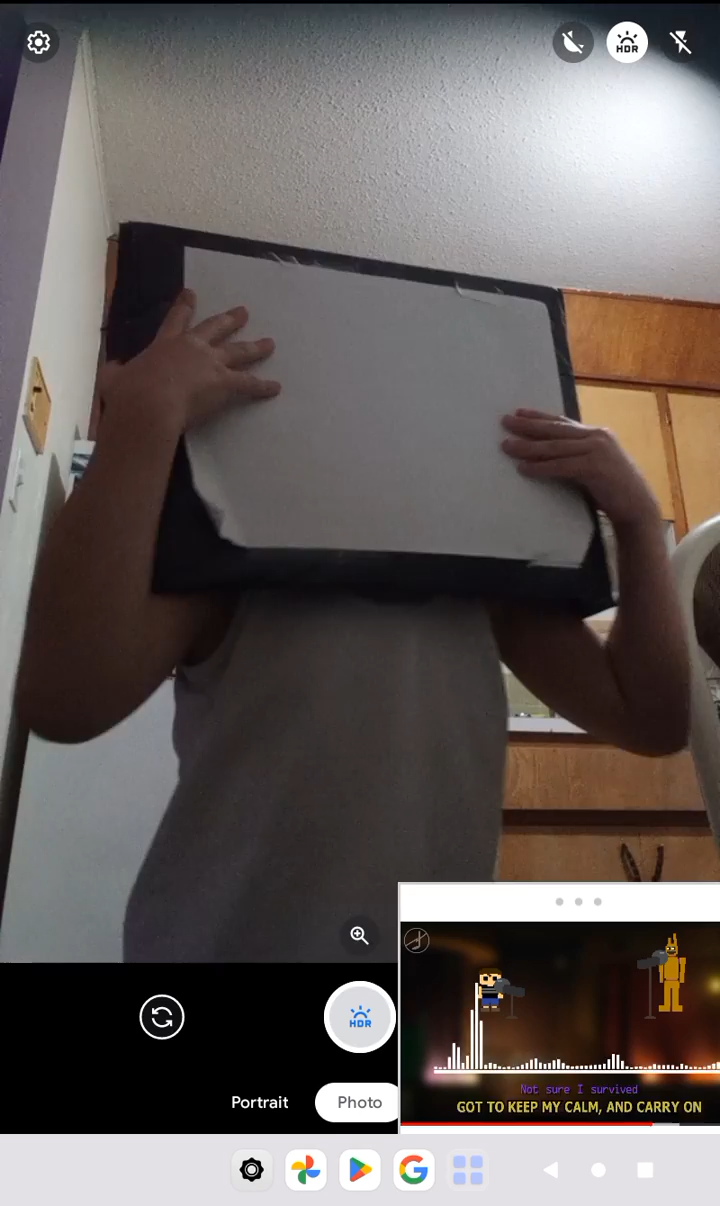 HDR
HDR
Portrait
Photo
Not sure I survived
GOT TO KEEP MY CALM, AND CARRY ON